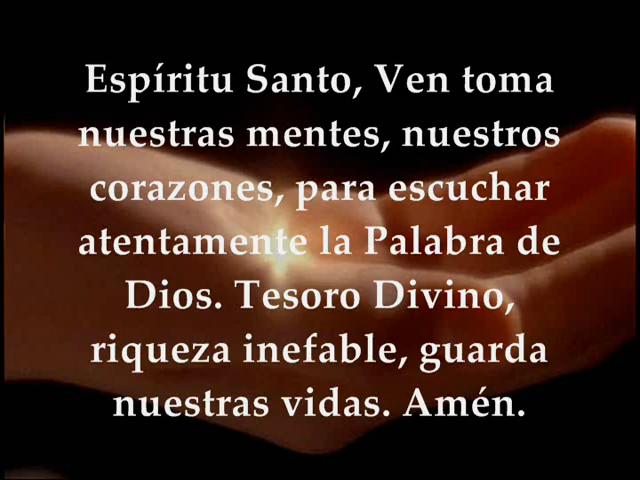 Espíritu Santo, Ven toma
nuestras mentes, nuestros
corazones, para escuchar
atentamente la Palabra de
Dios. Tesoro Divino,
riqueza inefable, guarda
nuestras vidas. Amén.